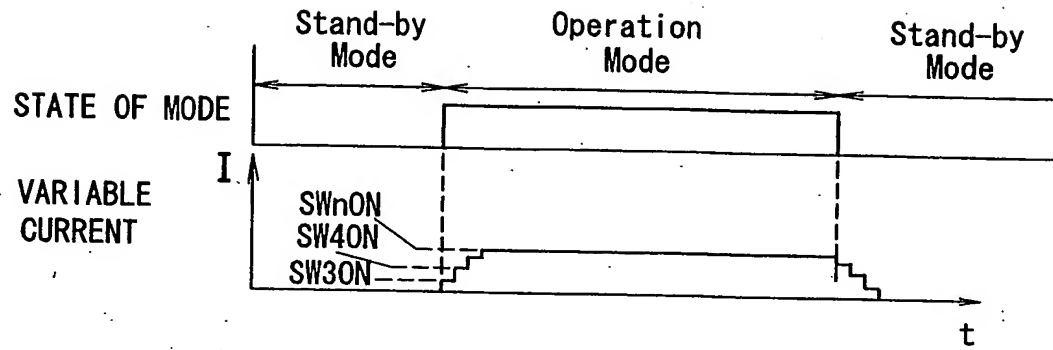 Stand-by
Mode
Operation
Mode
Stand-by
Mode
STATE OF MODE
I
VARIABLE
CURRENT
SWnON
SW4ON
SW3ON
t